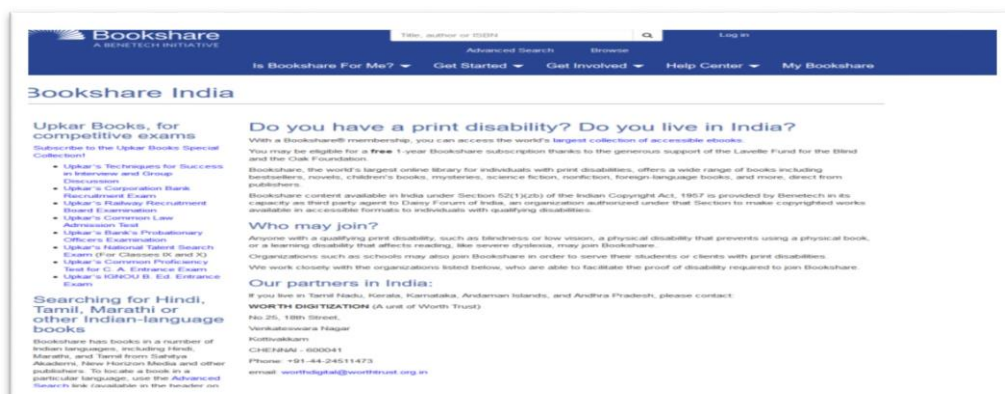 Bookshare
A BENETECH INITIATIVE
Title, author or ISBN
Log in
Advanced Search Browse
Is Bookshare For Me? Get Started Get Involved Help Center My Bookshare
Bookshare India
Upkar Books, for
competitive exams
Subscribe to the Upkar Books Special
Collection!
Upkar's Techniques for Success
in Interview and Group
Discussion
Upkar's Corporation Bank
Recruitment Exam
Upkar's Railway Recruitment
Board Examination
Upkar's Common Law
Admission Test
Upkar's Bank's Probationary
Officers Examination
Upkar's National Talent Search
Exam (For Classes IX and X)
Upkar's Common Proficiency
Test for C. A. Entrance Exam
Upkar's IGNOU B. Ed. Entrance
Exam
Searching for Hindi,
Tamil, Marathi or
other Indian-language
books
Bookshare has books in a number of
Indian languages, including Hindi,
Marathi, and Tamil from Sahitya
Akademi, New Horizon Media and other
publishers. To locate a book in a
particular language, use the Advanced
Search link (available in the header on
Do you have a print disability? Do you live in India?
With a Bookshare® membership, you can access the world's largest collection of accessible ebooks.
You may be eligible for a free 1-year Bookshare subscription thanks to the generous support of the Lavelle Fund for the Blind
and the Oak Foundation.
Bookshare, the world's largest online library for individuals with print disabilities, offers a wide range of books including
bestsellers, novels, children's books, mysteries, science fiction, nonfiction, foreign-language books, and more, direct from
publishers.
Bookshare content available in India under Section 52(1)(zb) of the Indian Copyright Act, 1957 is provided by Benetech in its
capacity as third party agent to Daisy Forum of India, an organization authorized under that Section to make copyrighted works
available in accessible formats to individuals with qualifying disabilities.
Who may join?
Anyone with a qualifying print disability, such as blindness or low vision, a physical disability that prevents using a physical book,
or a learning disability that affects reading, like severe dyslexia, may join Bookshare.
Organizations such as schools may also join Bookshare in order to serve their students or clients with print disabilities.
We work closely with the organizations listed below, who are able to facilitate the proof of disability required to join Bookshare.
Our partners in India:
If you live in Tamil Nadu, Kerala, Karnataka, Andaman Islands, and Andhra Pradesh, please contact:
WORTH DIGITIZATION (A unit of Worth Trust)
No.25, 18th Street,
Venkateswara Nagar
Kottivakkam
CHENNAI - 600041
Phone: +91-44-24511473
email: worthdigital@worthtrust.org.in